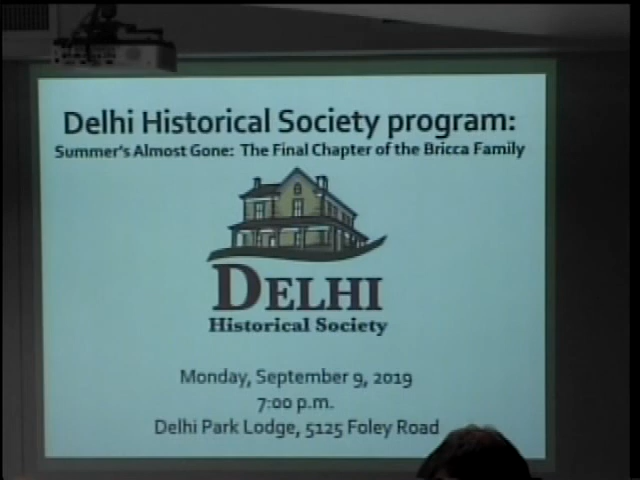 Delhi Historical Society program:
Summer's Almost Gone: The Final Chapter of the Bricca Family
DELHI
Historical Society
Monday, September 9, 2019
7:00 p.m.
Delhi Park Lodge, 5125 Foley Road